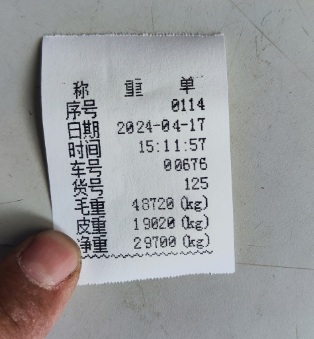 称 重 单
序号 0114
日期 2024-04-17
时间 15:11:57
车号 00676
货号 125
毛重 48720(kg)
皮重 19020(kg)
净重 29700(kg)